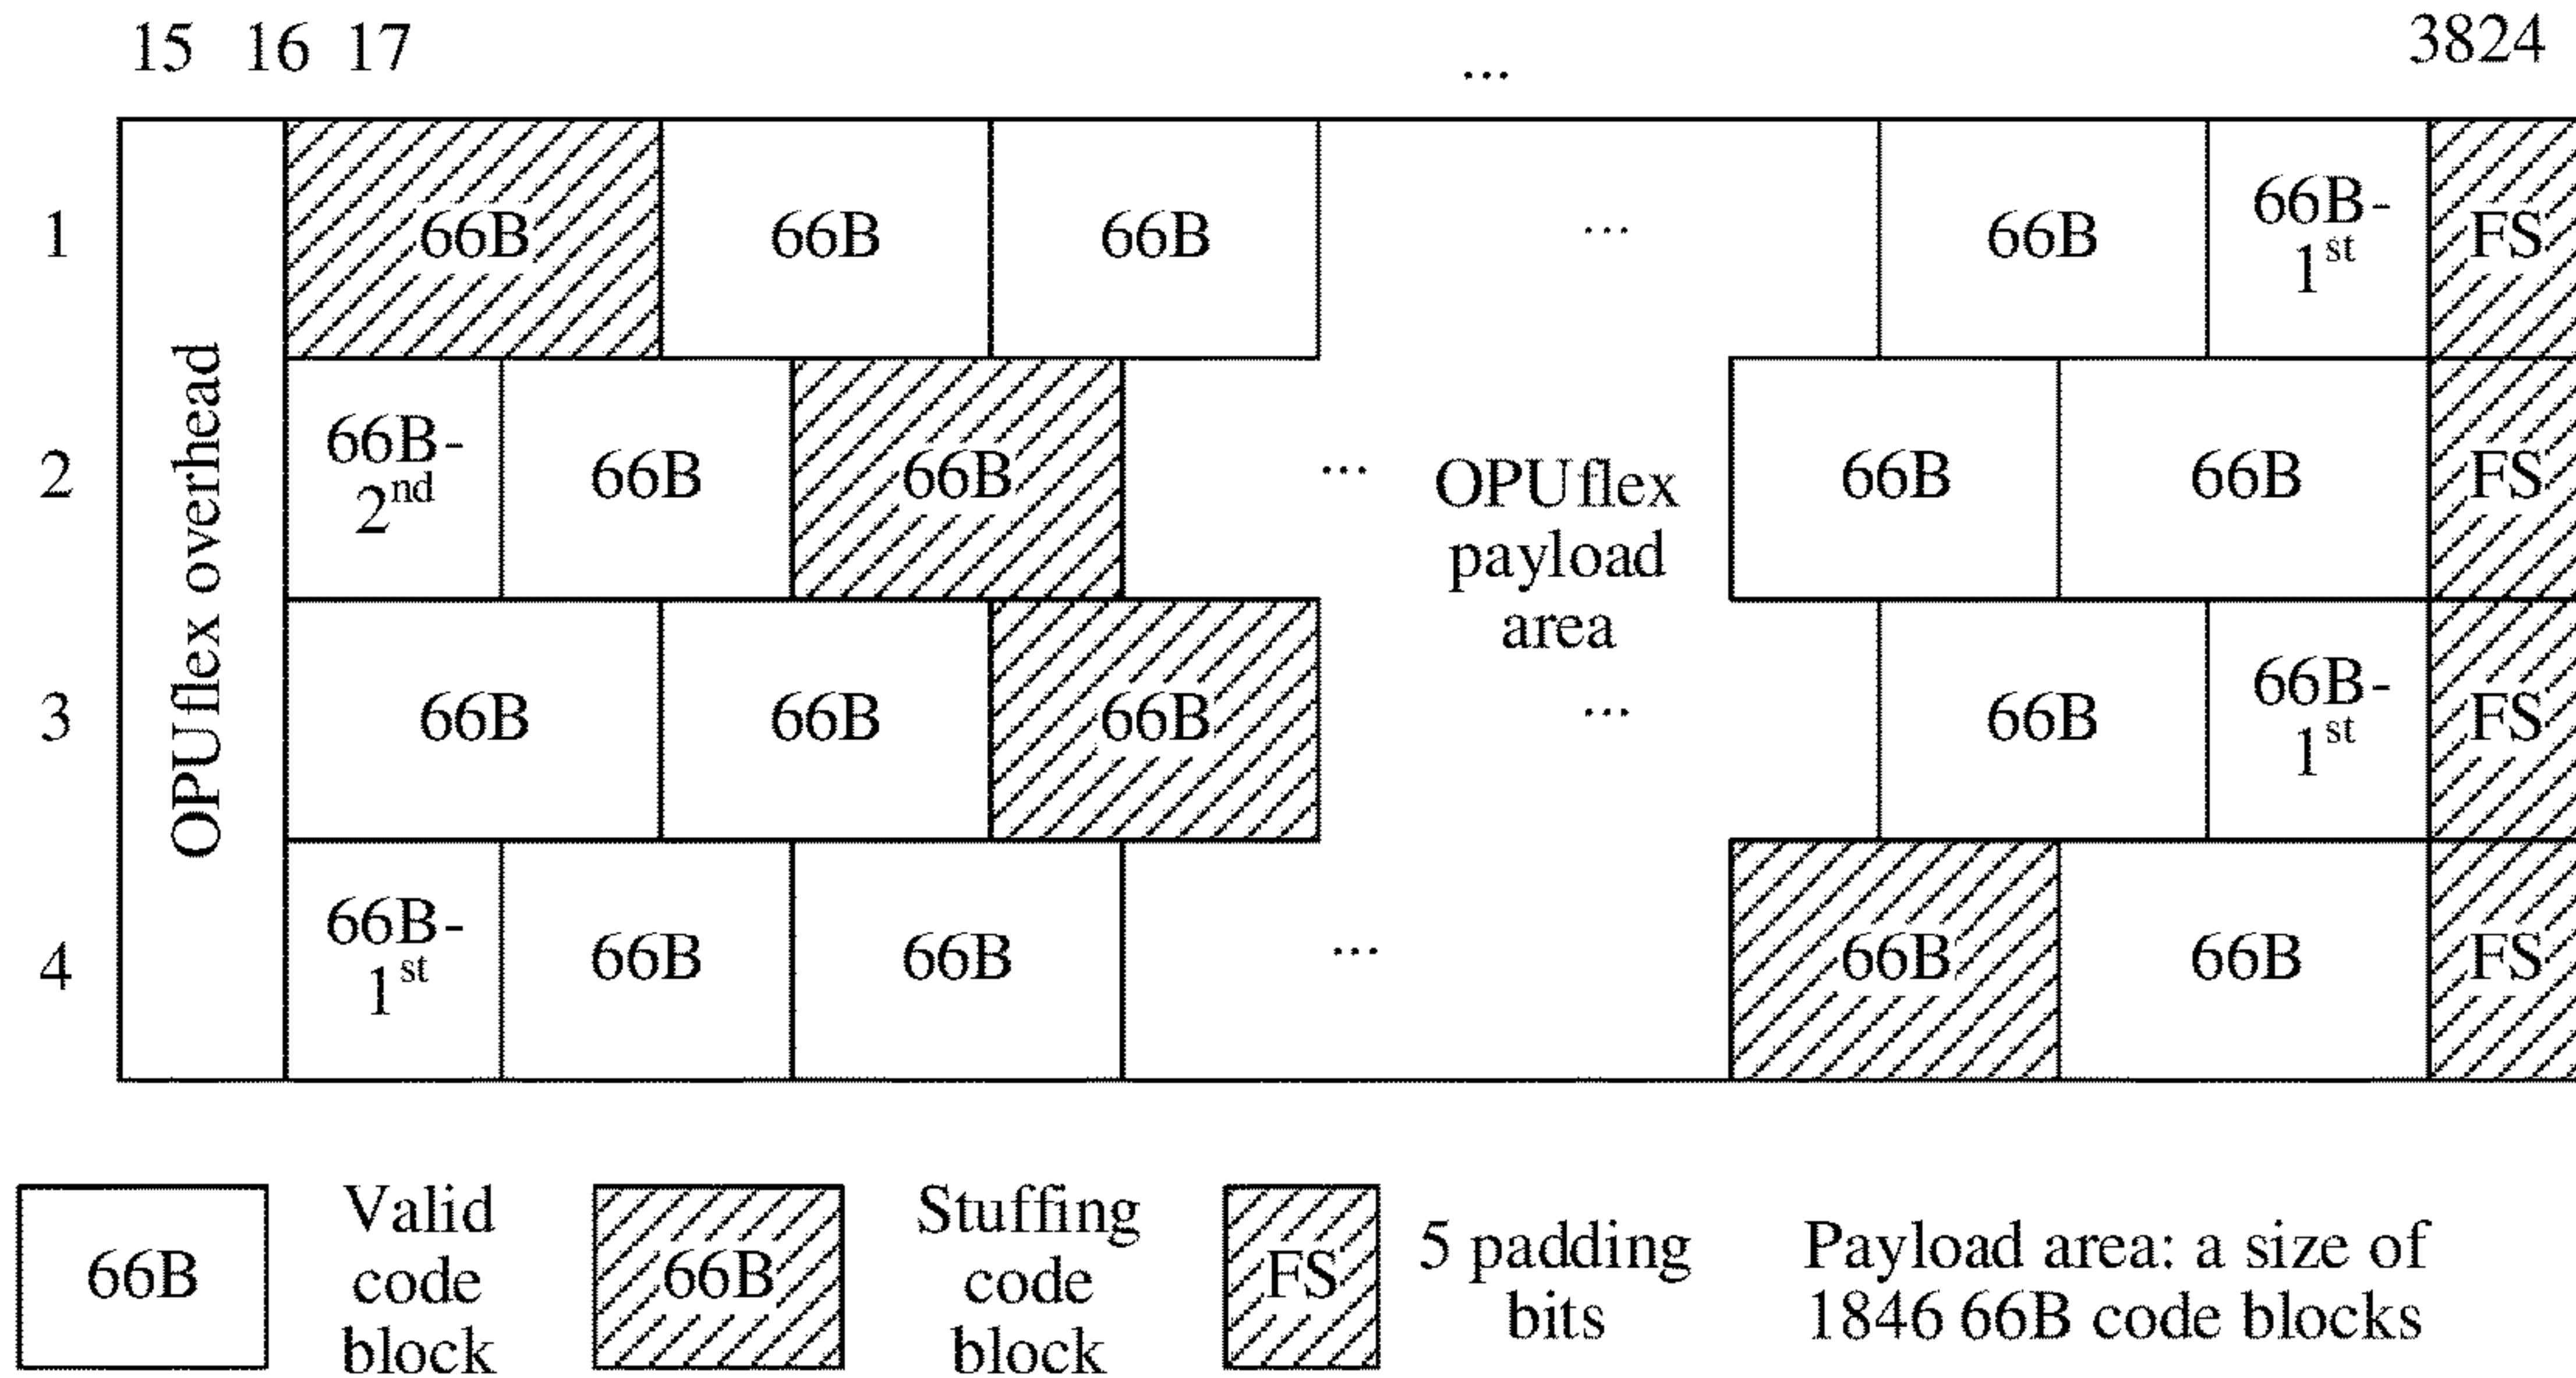 15 16 17 ... 3824
OPUflex overhead
1 66B 66B 66B ... 66B 66B- FS
1st
2 66B- 66B 66B ... 66B 66B FS
2nd
OPUflex
payload
area
3 66B 66B 66B ... 66B 66B- FS
1st
4 66B- 66B 66B ... 66B 66B FS
1st
66B Valid
code
block
66B Stuffing
code
block
FS 5 padding
bits
Payload area: a size of
1846 66B code blocks